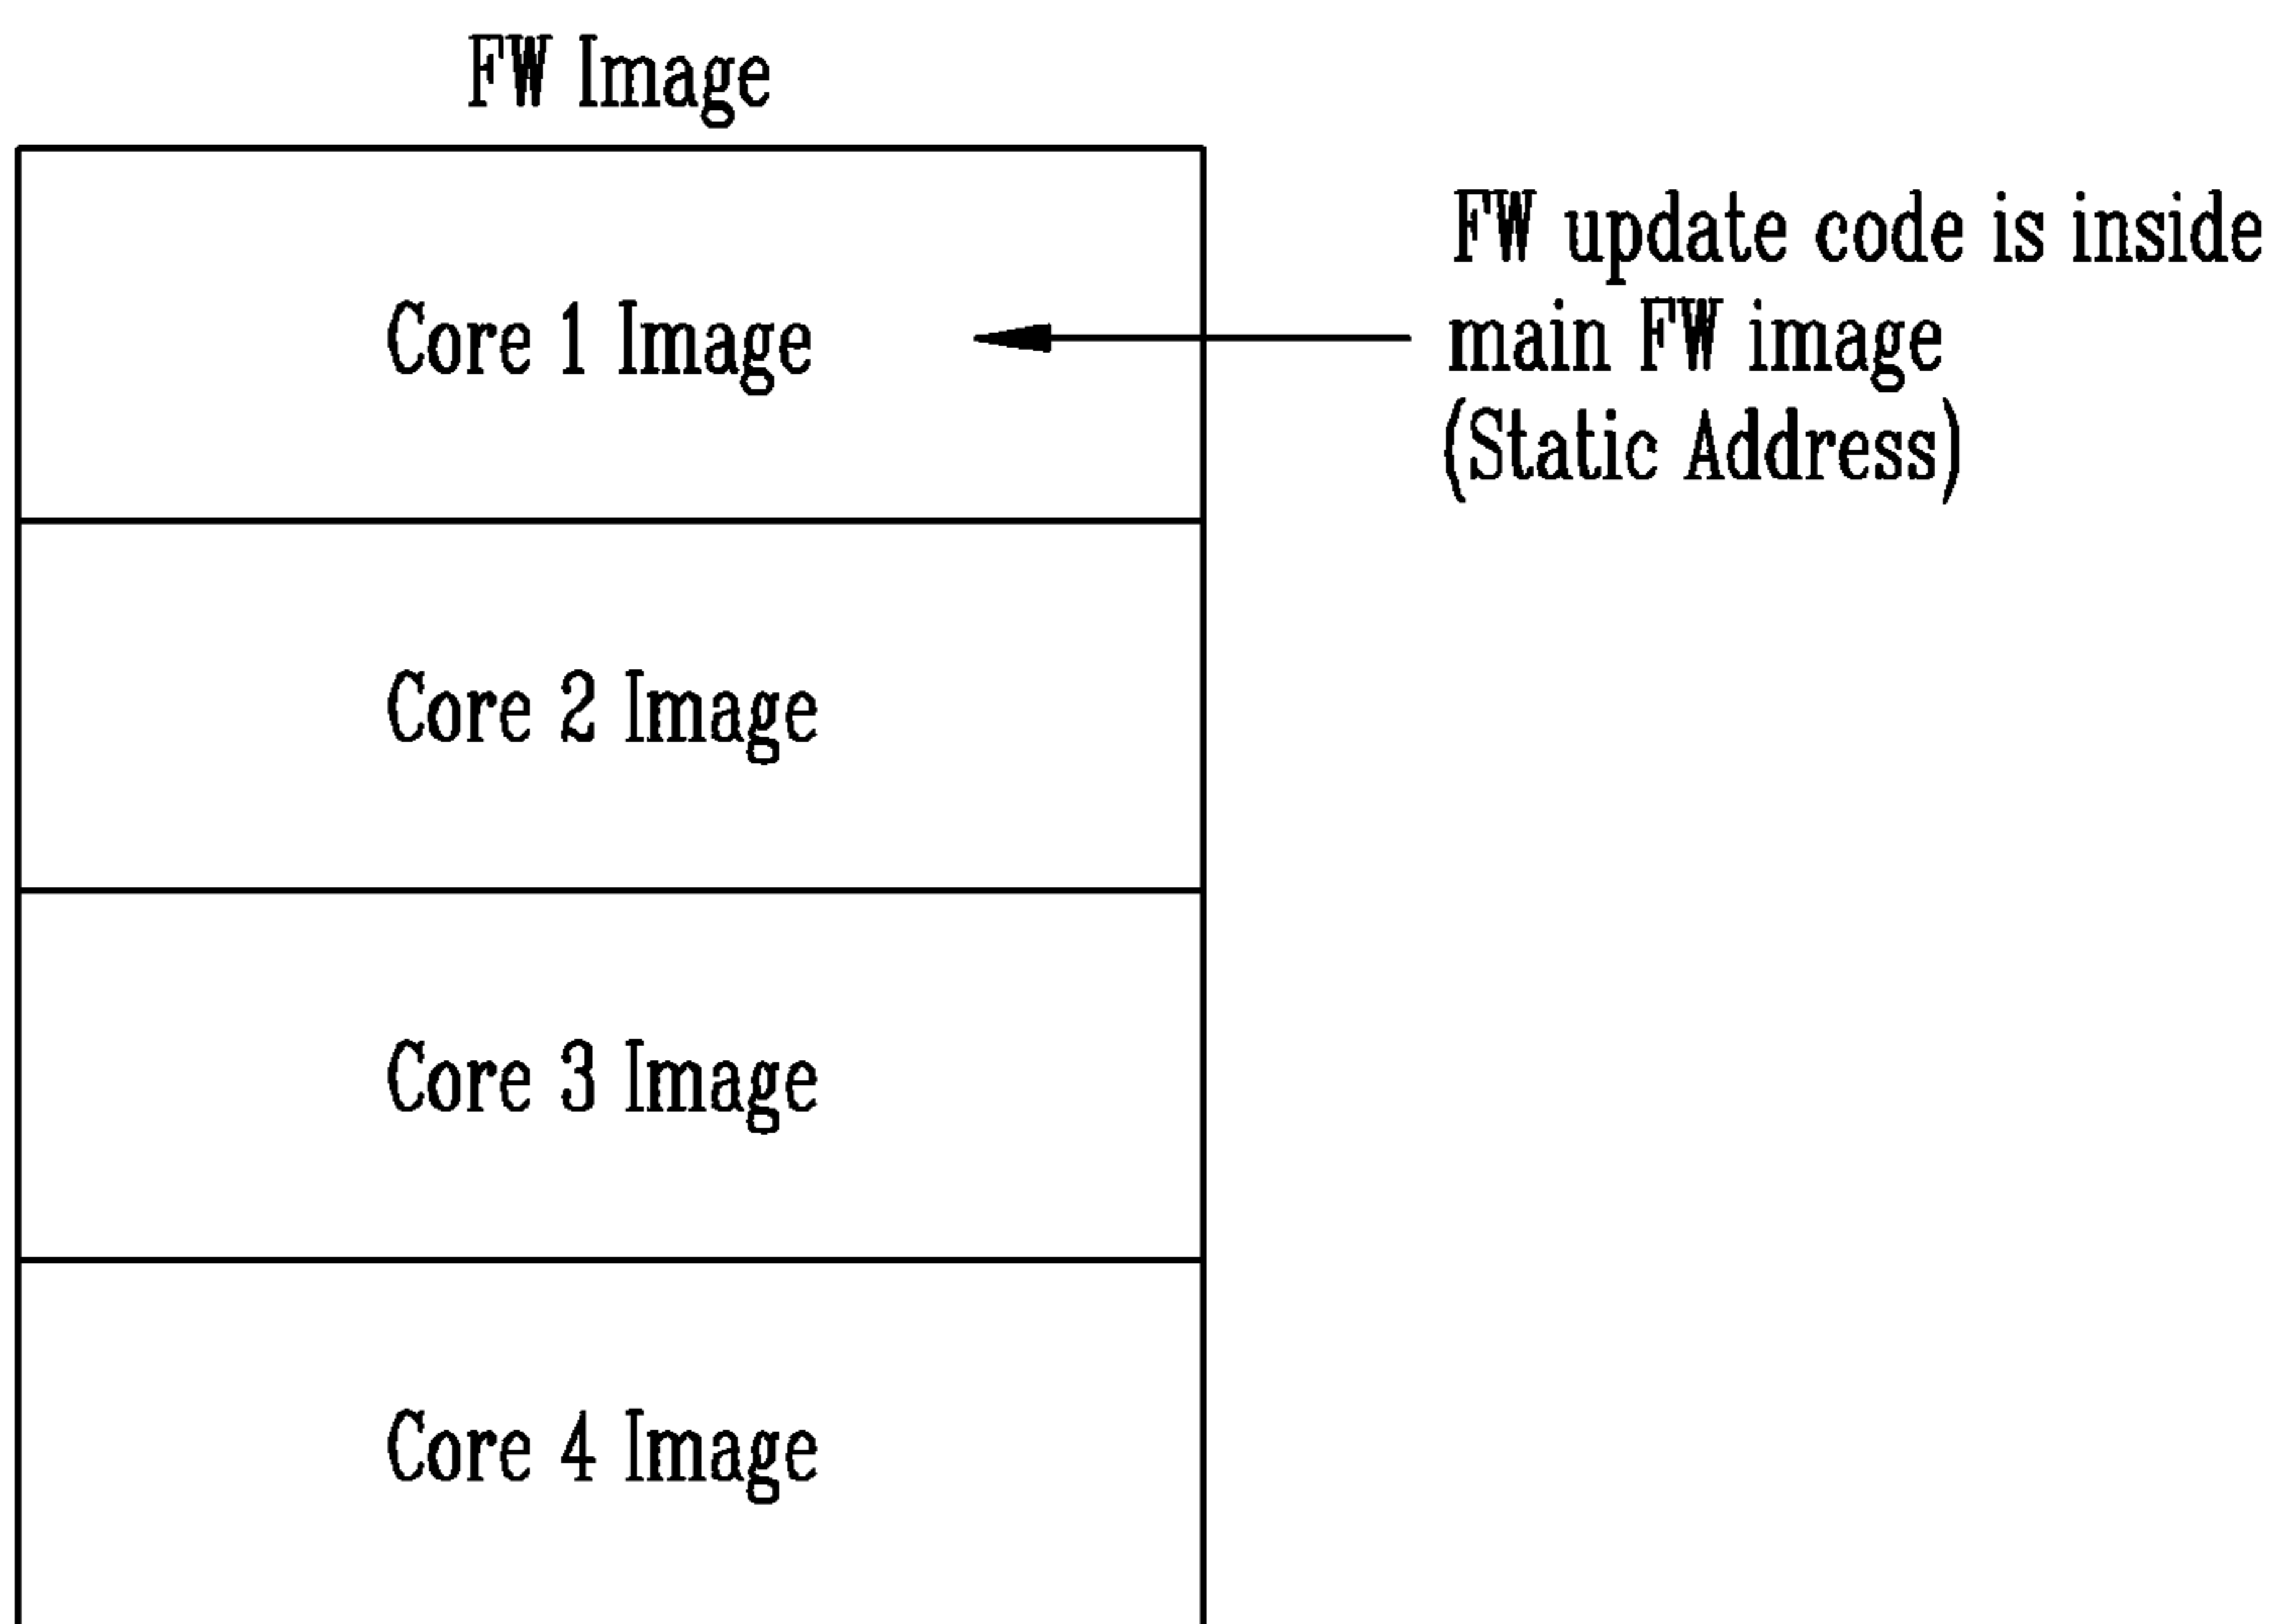 FW Image
Core 1 Image
FW update code is inside
main FW image
(Static Address)
Core 2 Image
Core 3 Image
Core 4 Image